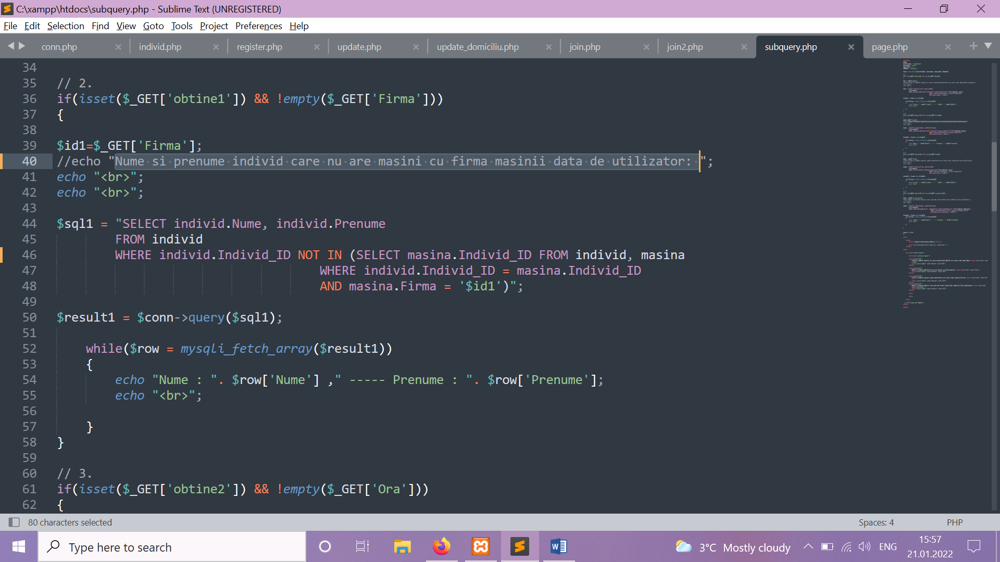 C:\xampp\htdocs\subquery.php - Sublime Text (UNREGISTERED)
File Edit Selection Find View Goto Tools Project Preferences Help
conn.php × individ.php × register.php × update.php × update_domiciliu.php × join.php × join2.php × subquery.php × page.php ×
34
35 // 2.
36 if(isset($_GET['obtine1']) && !empty($_GET['Firma']))
37 {
38
39 $id1=$_GET['Firma'];
40 //echo "Nume si prenume individ care nu are masini cu firma masinii data de utilizator: ";
41 echo "<br>";
42 echo "<br>";
43
44 $sql1 = "SELECT individ.Nume, individ.Prenume
45 FROM individ
46 WHERE individ.Individ_ID NOT IN (SELECT masina.Individ_ID FROM individ, masina
47 WHERE individ.Individ_ID = masina.Individ_ID
48 AND masina.Firma = '$id1')";
49
50 $result1 = $conn->query($sql1);
51
52 while($row = mysqli_fetch_array($result1))
53 {
54 echo "Nume : ". $row['Nume'] ," ----- Prenume : ". $row['Prenume'];
55 echo "<br>";
56
57 }
58 }
59
60 // 3.
61 if(isset($_GET['obtine2']) && !empty($_GET['Ora']))
62 {
80 characters selected Spaces: 4 PHP
Type here to search 3°C Mostly cloudy ENG 15:57
21.01.2022